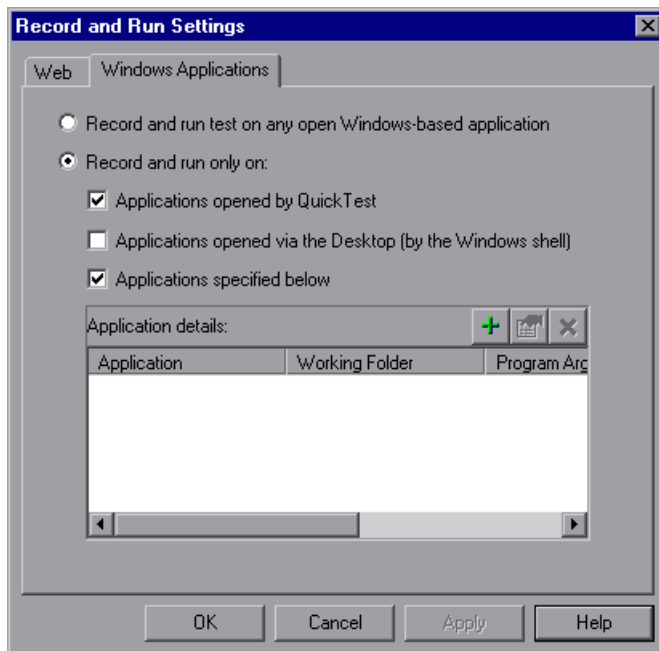 Record and Run Settings
Web
Windows Applications
Record and run test on any open Windows-based application
Record and run only on:
Applications opened by QuickTest
Applications opened via the Desktop (by the Windows shell)
Applications specified below
Application details:
Application Working Folder Program Arg
OK Cancel Apply Help